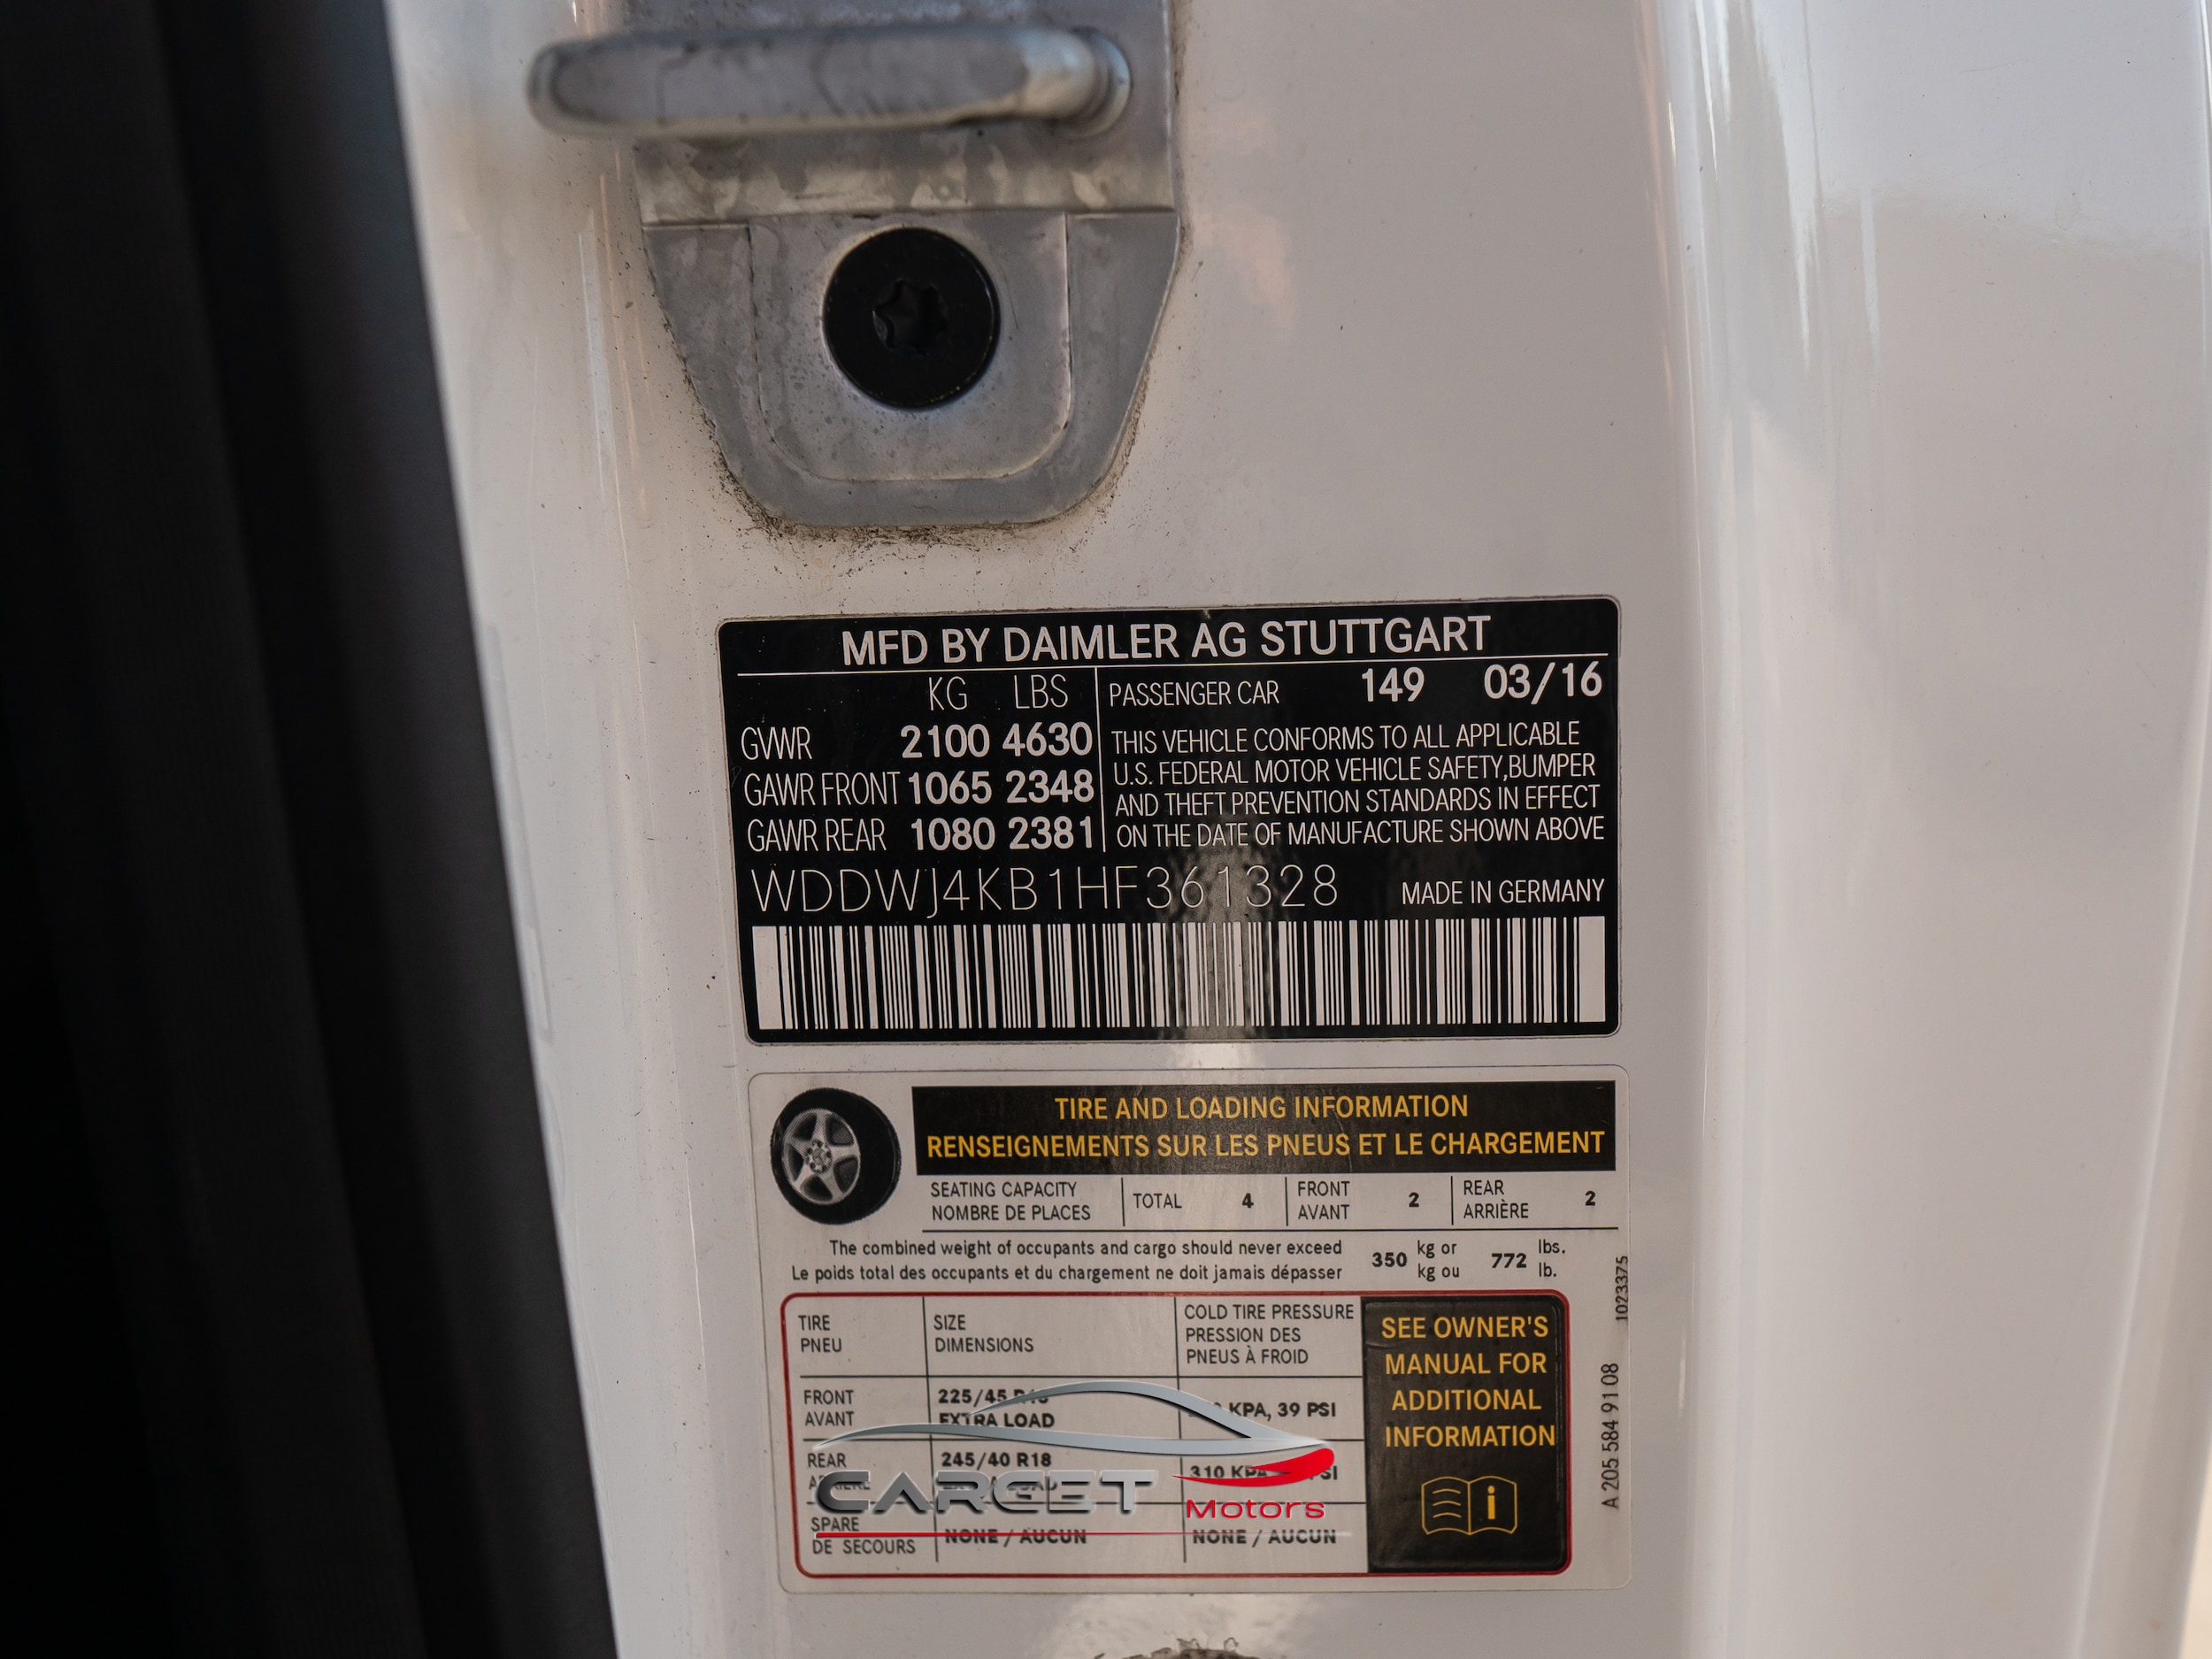 MFD BY DAIMLER AG STUTTGART
KG LBS
GVWR 2100 4630
GAWR FRONT 1065 2348
GAWR REAR 1080 2381
PASSENGER CAR 149 03/16
THIS VEHICLE CONFORMS TO ALL APPLICABLE
U.S. FEDERAL MOTOR VEHICLE SAFETY,BUMPER
AND THEFT PREVENTION STANDARDS IN EFFECT
ON THE DATE OF MANUFACTURE SHOWN ABOVE
WDDWJ4KB1HF361328 MADE IN GERMANY
TIRE AND LOADING INFORMATION
RENSEIGNEMENTS SUR LES PNEUS ET LE CHARGEMENT
SEATING CAPACITY
NOMBRE DE PLACES
TOTAL 4
FRONT
AVANT
2
REAR
ARRIÈRE
2
The combined weight of occupants and cargo should never exceed
Le poids total des occupants et du chargement ne doit jamais dépasser
350
kg or
kg ou
772
lbs.
lb.
TIRE
PNEU
SIZE
DIMENSIONS
COLD TIRE PRESSURE
PRESSION DES
PNEUS À FROID
FRONT
AVANT
225/45
EXTRA LOAD
KPA, 39 PSI
REAR
245/40 R18
310 KPA
SPARE
DE SECOURS
NONE / AUCUN
NONE / AUCUN
SEE OWNER'S
MANUAL FOR
ADDITIONAL
INFORMATION
1023375
A 205 584 91 08
CARGET
Motors